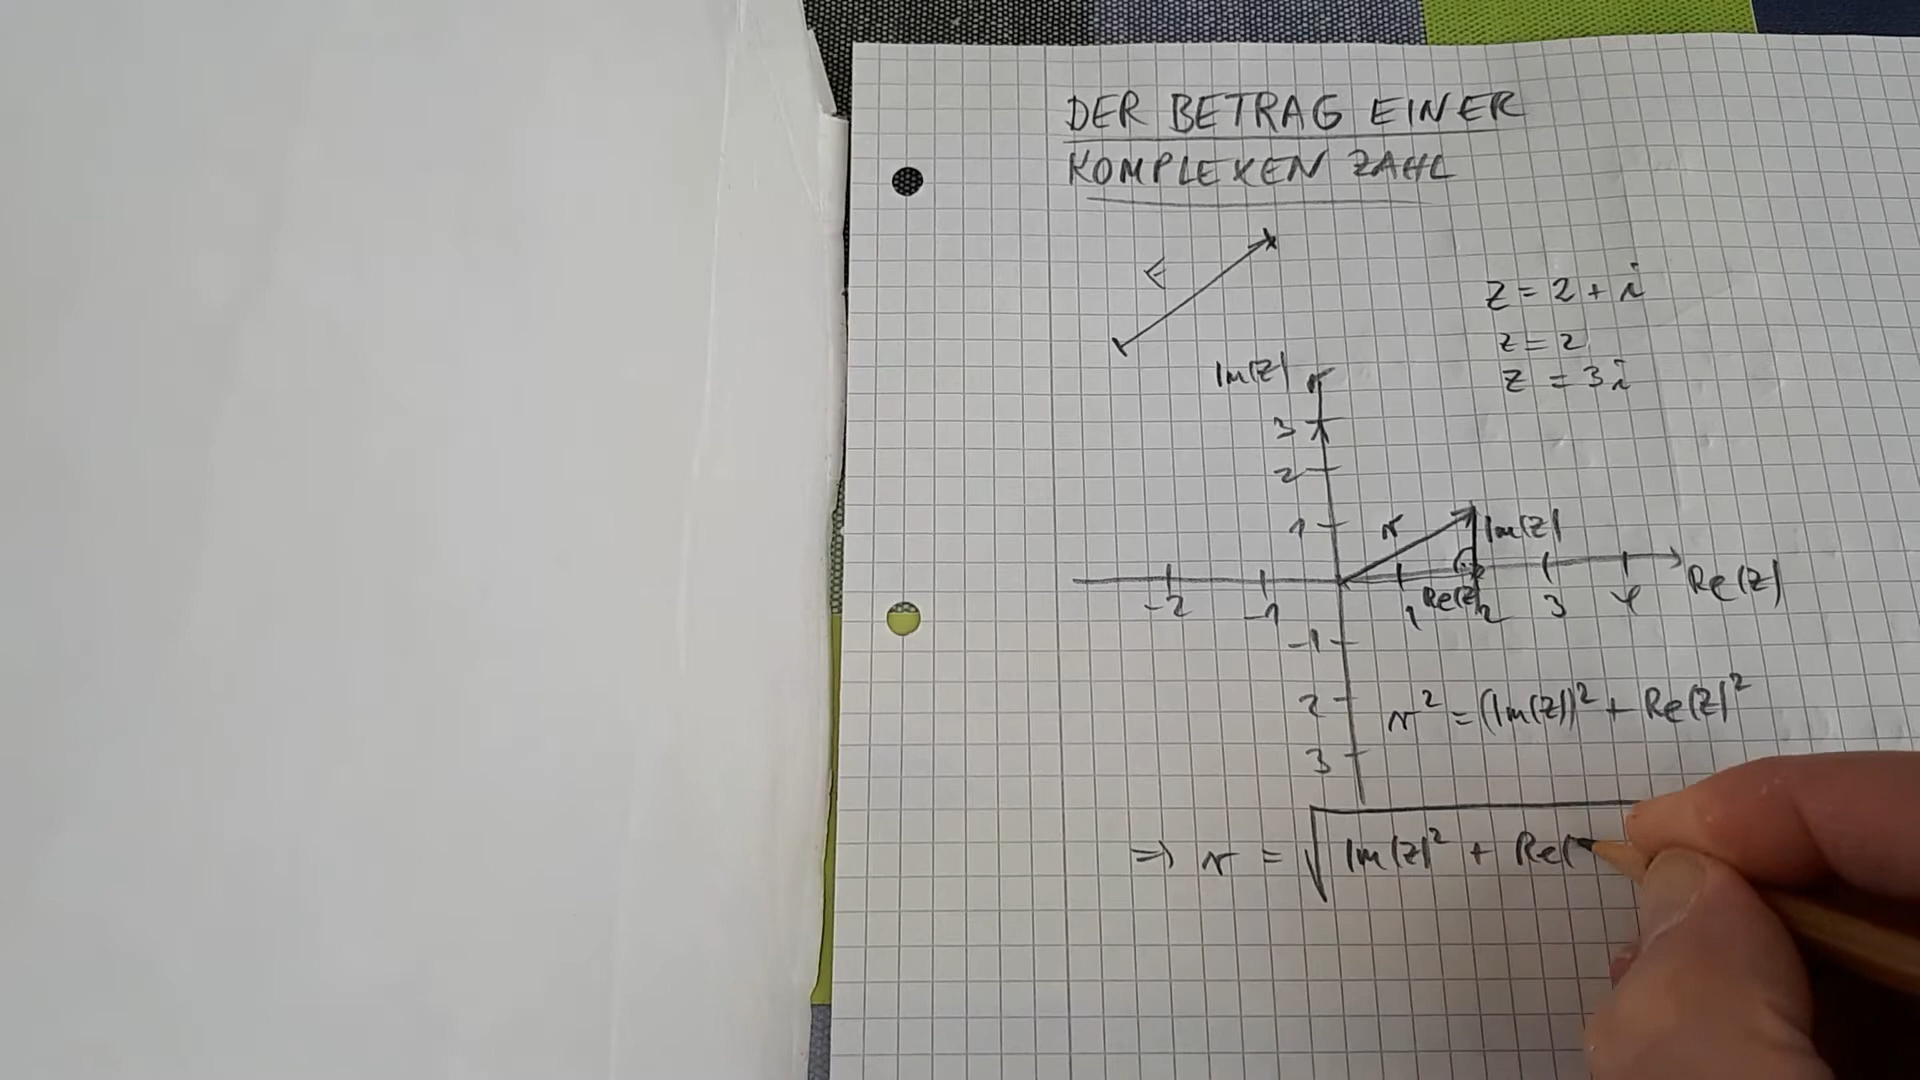 DER BETRAG EINER
KOMPLEXEN ZAHL
z = 2 + i
z = 2
z = 3i
Im(z)
3
2
1
r
Im(z)
-2
-1
1
Re(z)
2
3
4
Re(z)
-1
2
3
r² = (Im(z))² + Re(z)²
⇒ r = √Im(z)² + Re(